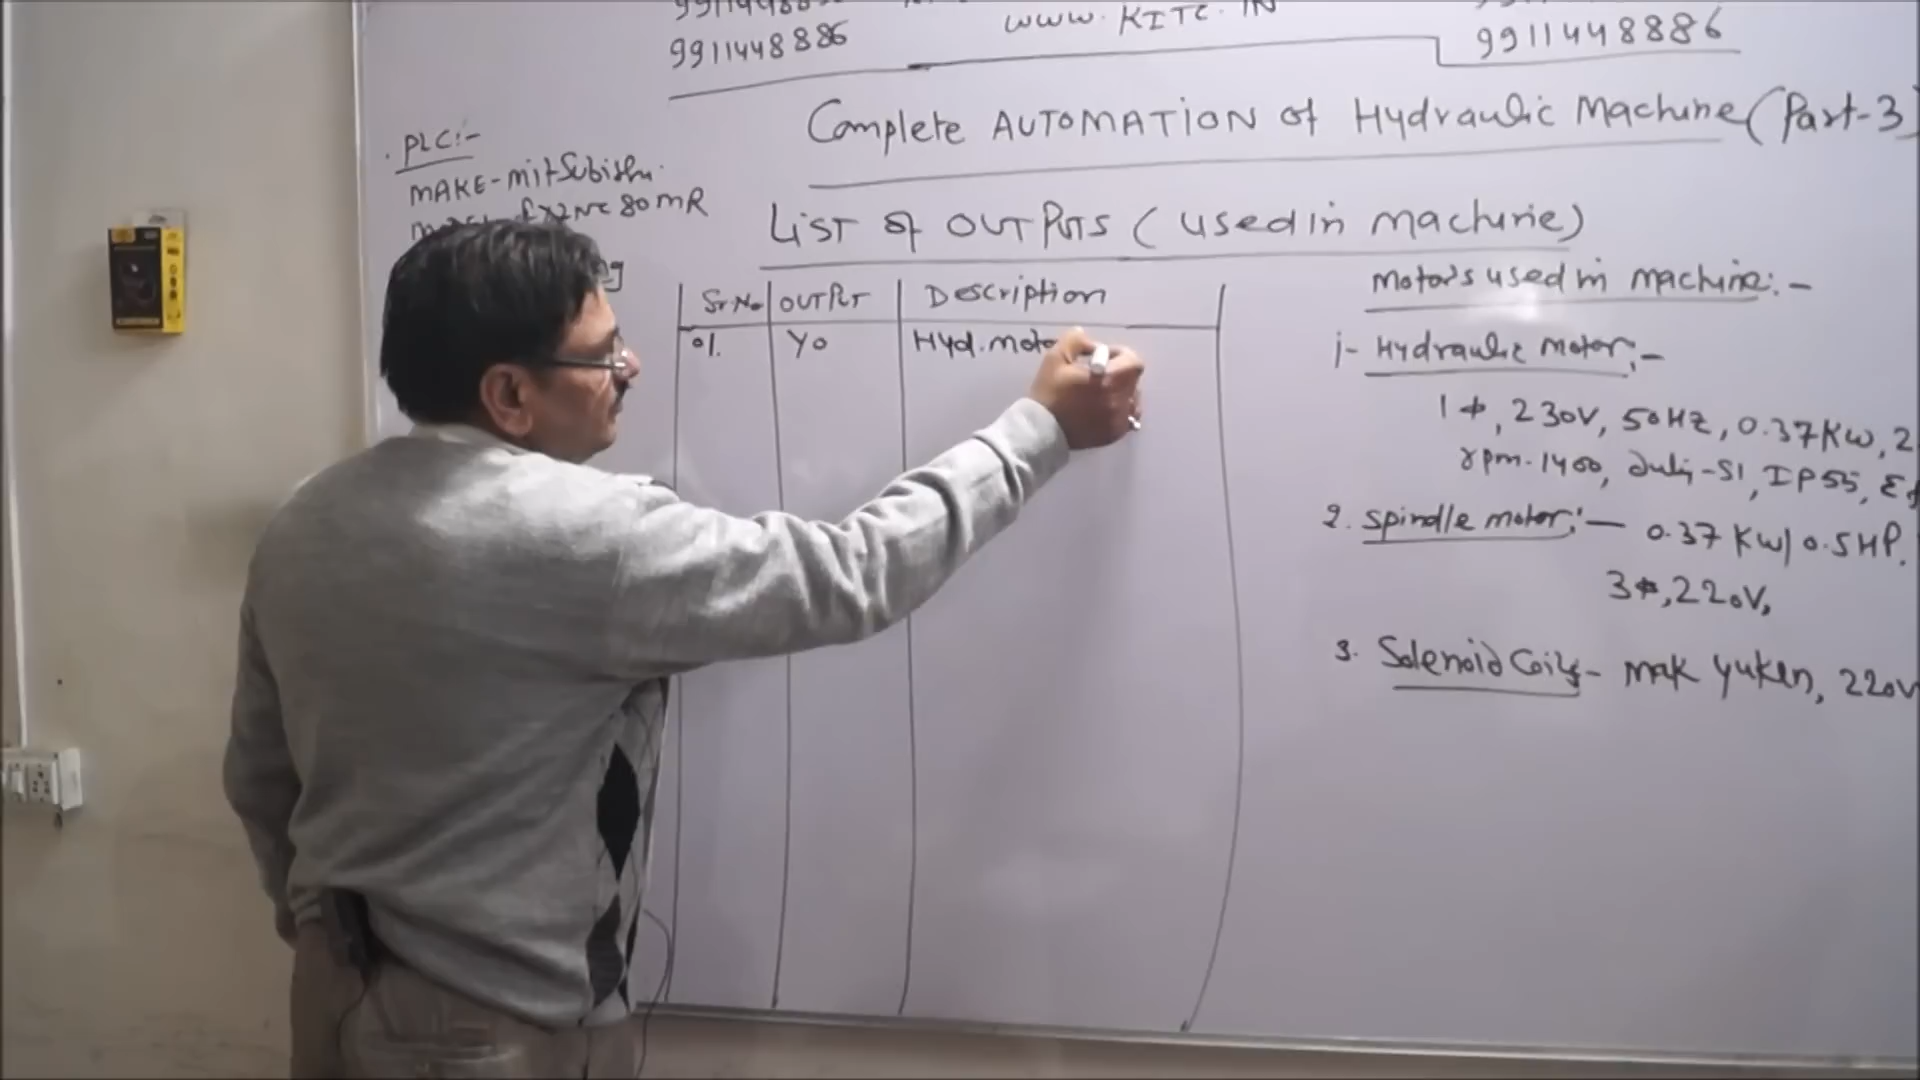 9911448886
www.KITC.IN
9911448886
Complete AUTOMATION of Hydraulic Machine (Part-3)
PLC:-
MAKE-mitSubishi.
80MR
LIST of OUTPUTS (used in machine)
Sr.No OUTPUT Description
01. Y0 Hyd.moto
Motors used in machine:-
1- Hydraulic motor:-
1ϕ, 230V, 50HZ, 0.37KW, 2
rpm-1400, duty-S1, IP55, Ef
2. Spindle motor:- 0.37 KW/0.5HP.
3ϕ,220V,
3. Solenoid Coils- mak yuken, 220V